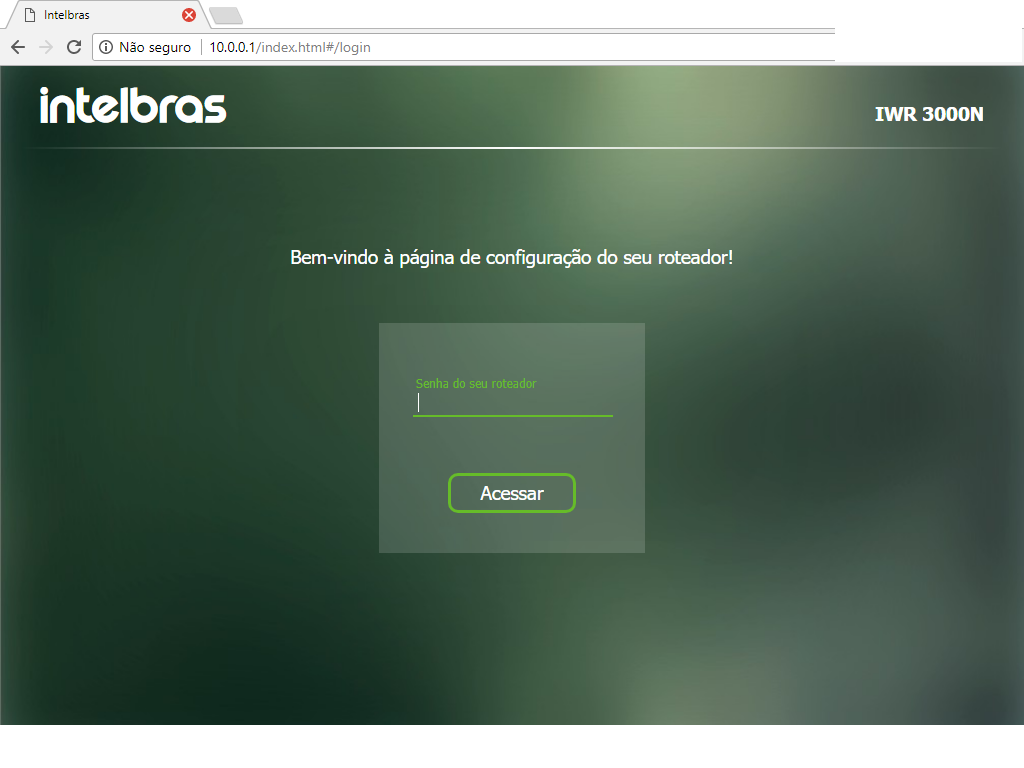 Intelbras
Não seguro 10.0.0.1/index.html#/login
intelbras
IWR 3000N
Bem-vindo à página de configuração do seu roteador!
Senha do seu roteador
Acessar